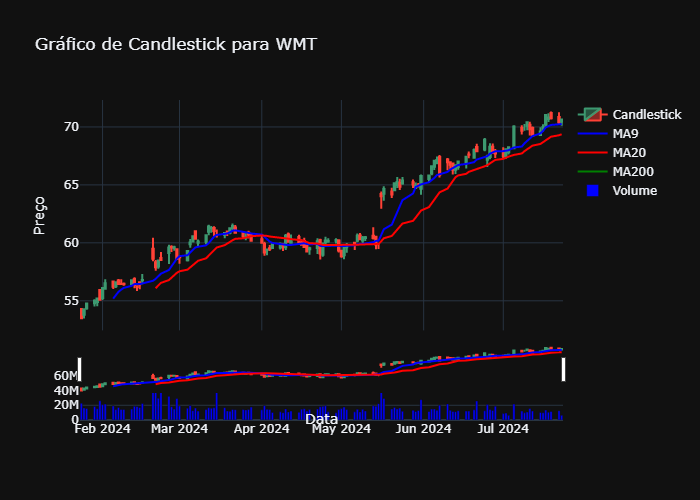 Gráfico de Candlestick para WMT
Candlestick
MA9
MA20
MA200
Volume
Preço
70
65
60
55
60M
40M
20M
0
Data
Feb 2024
Mar 2024
Apr 2024
May 2024
Jun 2024
Jul 2024